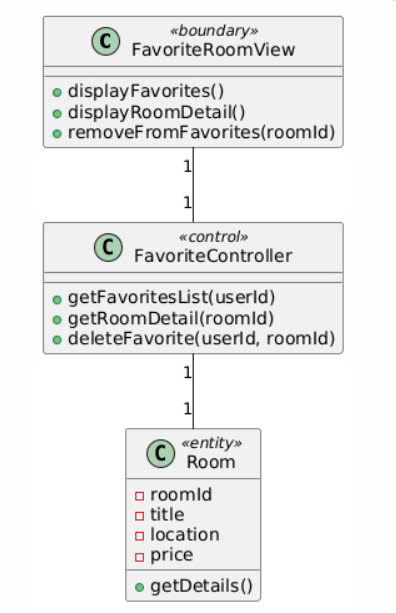 C
«boundary»
FavoriteRoomView
displayFavorites()
displayRoomDetail()
removeFromFavorites(roomId)
1
1
C
«control»
FavoriteController
getFavoritesList(userId)
getRoomDetail(roomId)
deleteFavorite(userId, roomId)
1
1
C
«entity»
Room
roomId
title
location
price
getDetails()